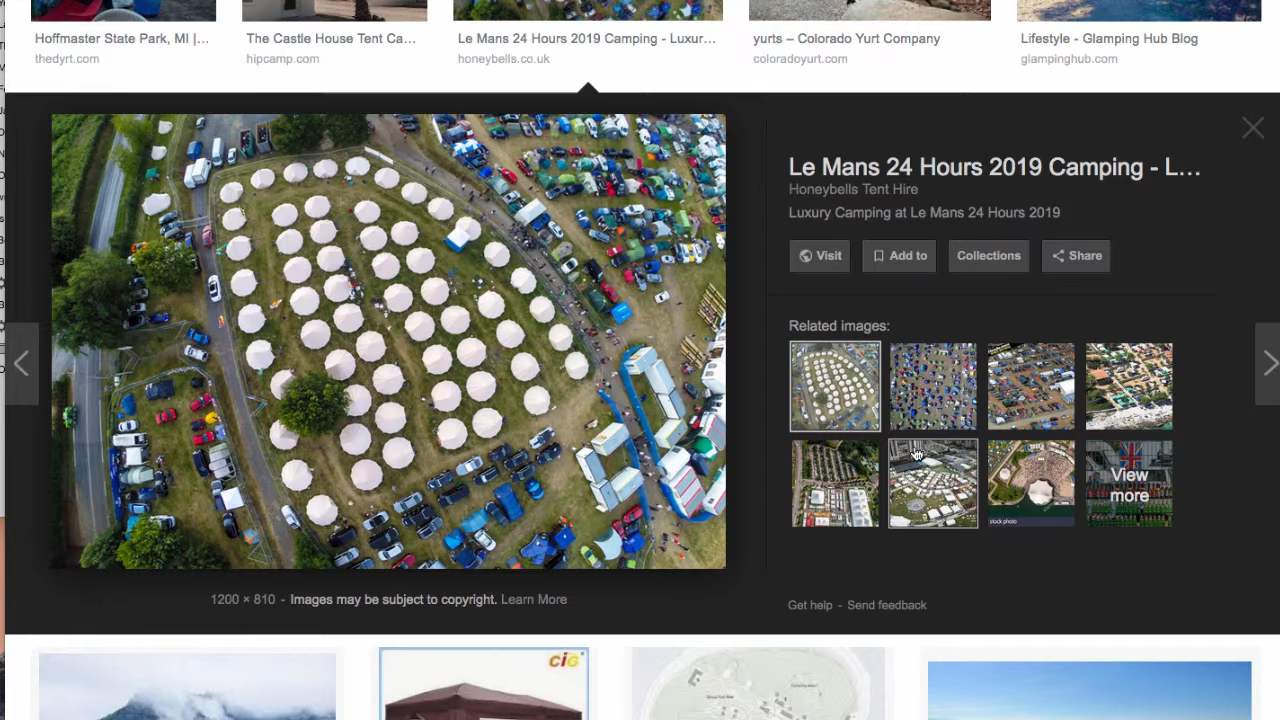 Hoffmaster State Park, MI |...
thedyrt.com
The Castle House Tent Ca...
hipcamp.com
Le Mans 24 Hours 2019 Camping - Luxur...
honeybells.co.uk
yurts – Colorado Yurt Company
coloradoyurt.com
Lifestyle - Glamping Hub Blog
glampinghub.com
Le Mans 24 Hours 2019 Camping - L...
Honeybells Tent Hire
Luxury Camping at Le Mans 24 Hours 2019
Visit
Add to
Collections
Share
Related images:
View
more
stock photo
1200 × 810 - Images may be subject to copyright. Learn More
Get help - Send feedback
CIG